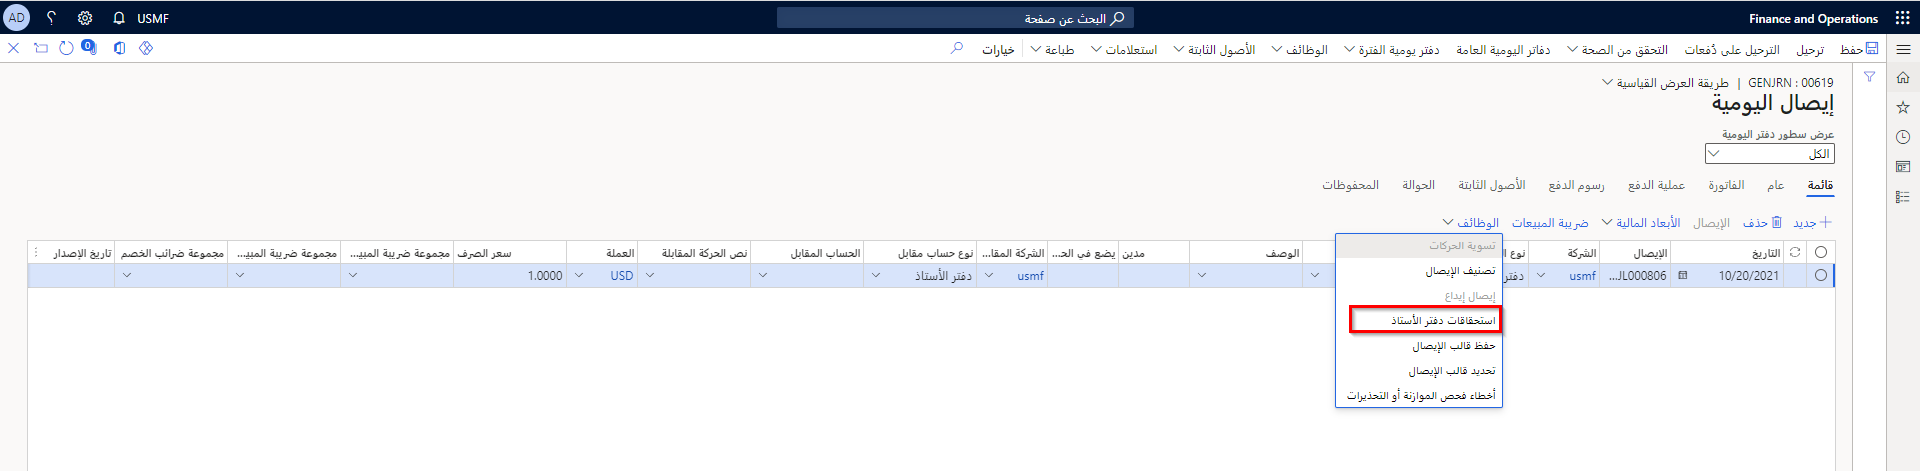 Finance and Operations
البحث عن صفحة
USMF
؟
AD
حفظ
ترحيل
الترحيل على دُفعات
التحقق من الصحة
دفاتر اليومية العامة
دفتر يومية الفترة
الوظائف
الأصول الثابتة
استعلامات
طباعة
خيارات
0
GENJRN : 00619 | طريقة العرض القياسية
إيصال اليومية
عرض سطور دفتر اليومية
الكل
قائمة
عام
الفاتورة
عملية الدفع
رسوم الدفع
الأصول الثابتة
الحوالة
المحفوظات
جديد
حذف
الإيصال
الأبعاد المالية
ضريبة المبيعات
الوظائف
التاريخ
الإيصال
الشركة
نوع ال
الوصف
مدين
يضع في الح...
الشركة المقا...
نوع حساب مقابل
الحساب المقابل
نص الحركة المقابلة
العملة
سعر الصرف
مجموعة ضريبة المبي...
مجموعة ضريبة المبي...
مجموعة ضرائب الخصم
تاريخ الإصدار
10/20/2021
...JL000806
usmf
دفتر
usmf
دفتر الأستاذ
USD
1.0000
تسوية الحركات
تصنيف الإيصال
إيصال إيداع
استحقاقات دفتر الأستاذ
حفظ قالب الإيصال
تحديد قالب الإيصال
أخطاء فحص الموازنة أو التحذيرات